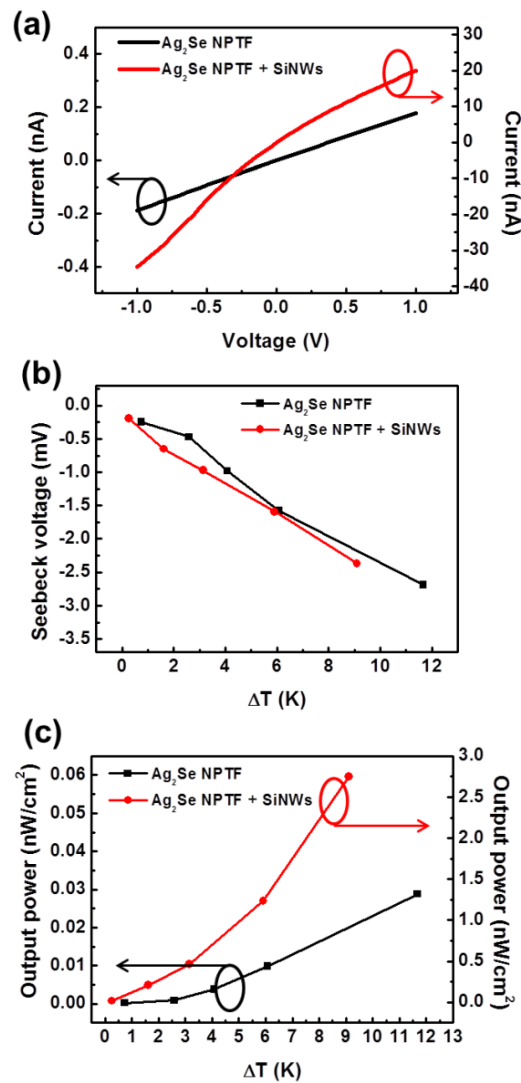 (a)
Ag₂Se NPTF
Ag₂Se NPTF + SiNWs
0.4
0.2
0.0
-0.2
-0.4
Current (nA)
30
20
10
0
-10
-20
-30
-40
Current (nA)
-1.0 -0.5 0.0 0.5 1.0
Voltage (V)
(b)
Ag₂Se NPTF
Ag₂Se NPTF + SiNWs
0.0
-0.5
-1.0
-1.5
-2.0
-2.5
-3.0
-3.5
Seebeck voltage (mV)
0 2 4 6 8 10 12
ΔT (K)
(c)
Ag₂Se NPTF
Ag₂Se NPTF + SiNWs
0.06
0.05
0.04
0.03
0.02
0.01
0.00
Output power (nW/cm²)
3.0
2.5
2.0
1.5
1.0
0.5
0.0
Output power (nW/cm²)
0 1 2 3 4 5 6 7 8 9 10 11 12 13
ΔT (K)